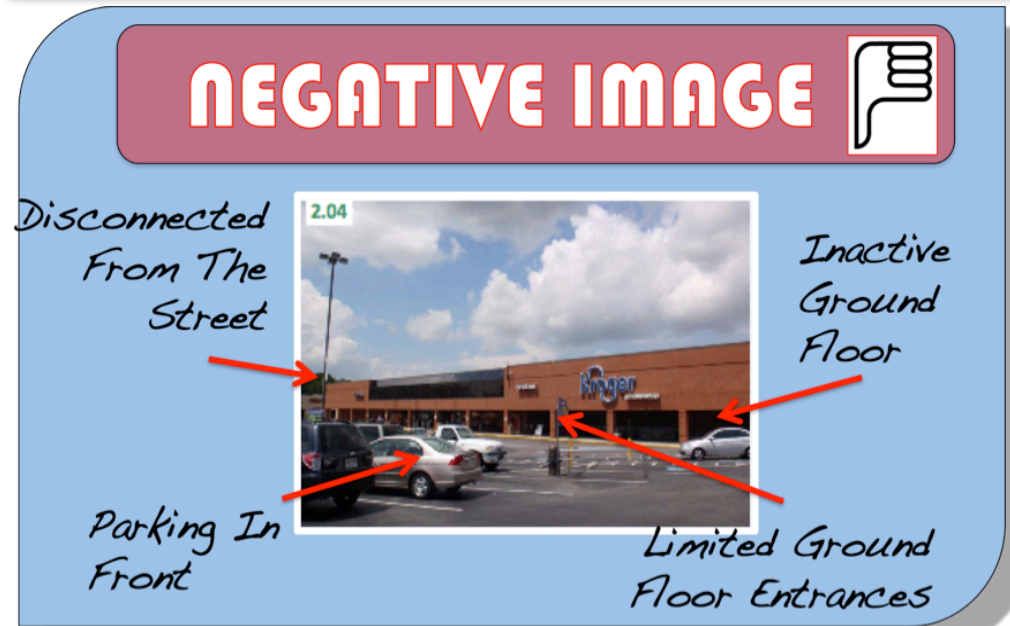 NEGATIVE IMAGE
Disconnected
From The
Street
2.04
Inactive
Ground
Floor
Kroger
Parking In
Front
Limited Ground
Floor Entrances